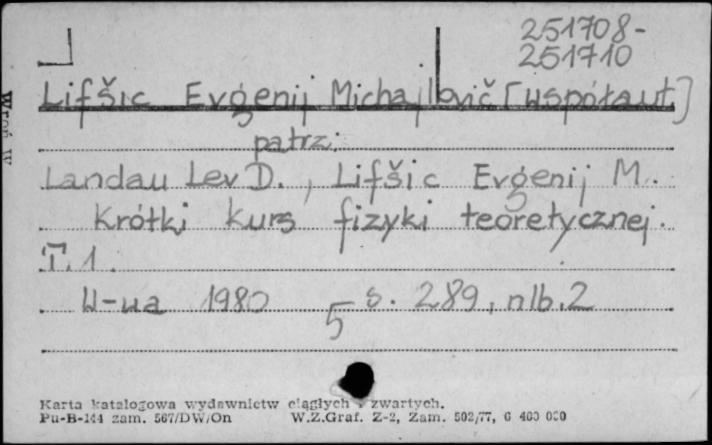 251708-
251710
Lifšic Evgenij Michajlovič [współaut.]
patrz:
Landau Lev D., Lifšic Evgenij M.
Krótki kurs fizyki teoretycznej.
T. 1.
W-wa 1980 s. 289, nlb. 2
5
Karta katalogowa wydawnictw ciągłych i zwartych.
Pu-B-144 zam. 567/DW/On W.Z.Graf. Z-2, Zam. 502/77, 6 400 000